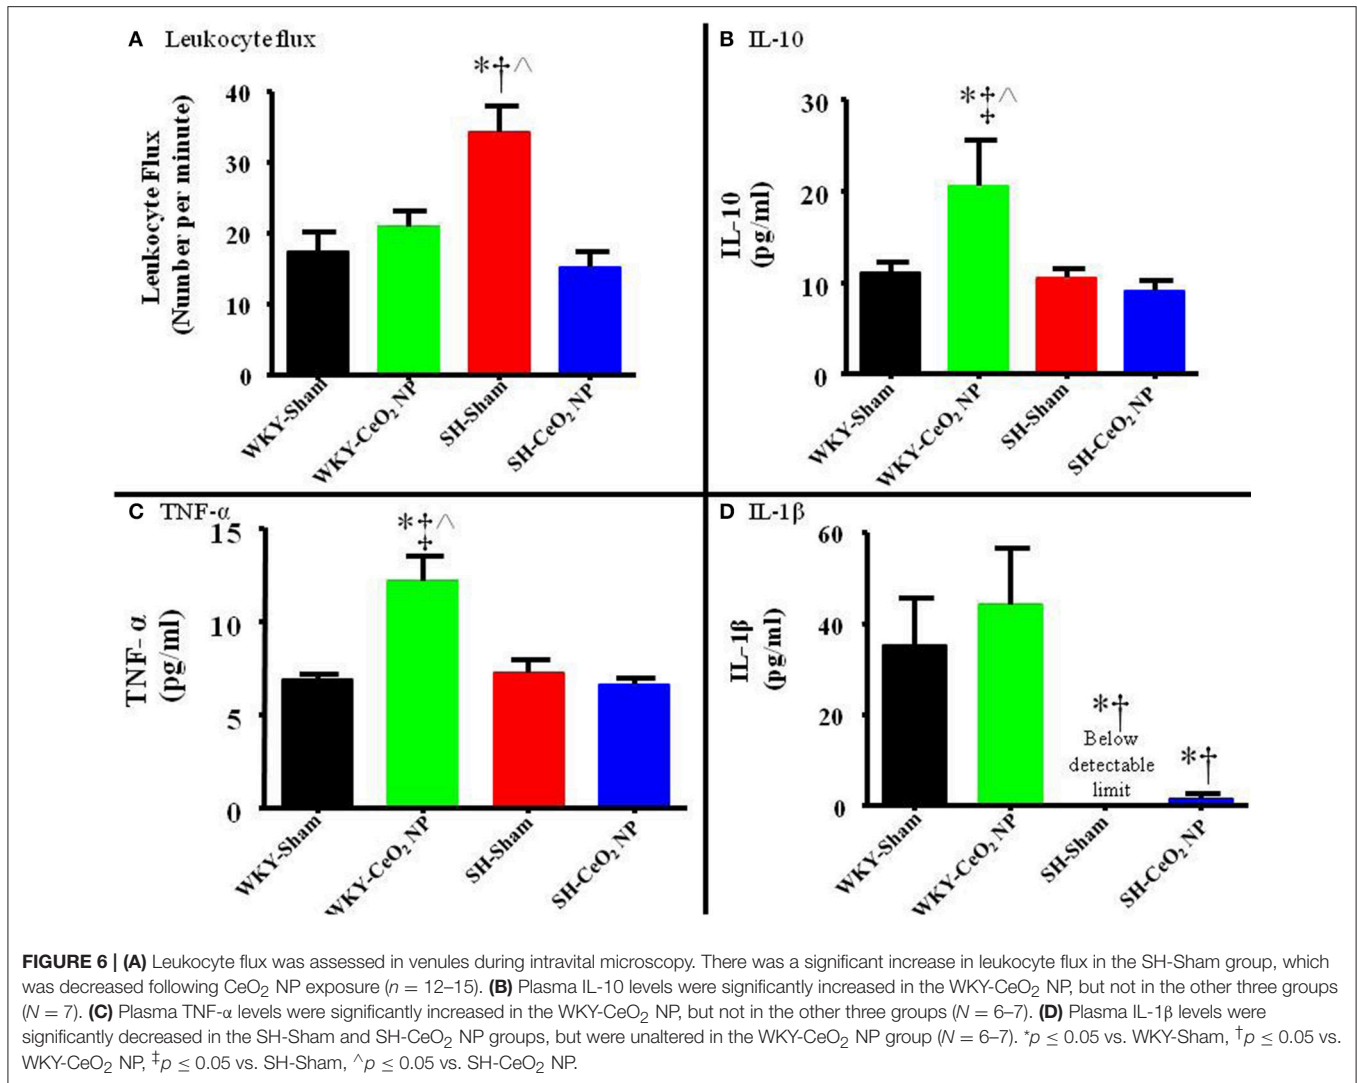 A Leukocyte flux
*†^
40
30
20
10
0
Leukocyte Flux
(Number per minute)
WKY-Sham
WKY-CeO₂ NP
SH-Sham
SH-CeO₂ NP
B IL-10
*‡^
‡
30
20
10
0
IL-10
(pg/ml)
WKY-Sham
WKY-CeO₂ NP
SH-Sham
SH-CeO₂ NP
C TNF-α
*‡^
‡
15
10
5
0
TNF- α
(pg/ml)
WKY-Sham
WKY-CeO₂ NP
SH-Sham
SH-CeO₂ NP
D IL-1β
60
40
20
0
IL-1β
(pg/ml)
*†
Below
detectable
limit
*†
WKY-Sham
WKY-CeO₂ NP
SH-Sham
SH-CeO₂ NP
FIGURE 6 | (A) Leukocyte flux was assessed in venules during intravital microscopy. There was a significant increase in leukocyte flux in the SH-Sham group, which
was decreased following CeO₂ NP exposure (n = 12–15). (B) Plasma IL-10 levels were significantly increased in the WKY-CeO₂ NP, but not in the other three groups
(N = 7). (C) Plasma TNF-α levels were significantly increased in the WKY-CeO₂ NP, but not in the other three groups (N = 6–7). (D) Plasma IL-1β levels were
significantly decreased in the SH-Sham and SH-CeO₂ NP groups, but were unaltered in the WKY-CeO₂ NP group (N = 6–7). *p ≤ 0.05 vs. WKY-Sham, †p ≤ 0.05 vs.
WKY-CeO₂ NP, ‡p ≤ 0.05 vs. SH-Sham, ^p ≤ 0.05 vs. SH-CeO₂ NP.